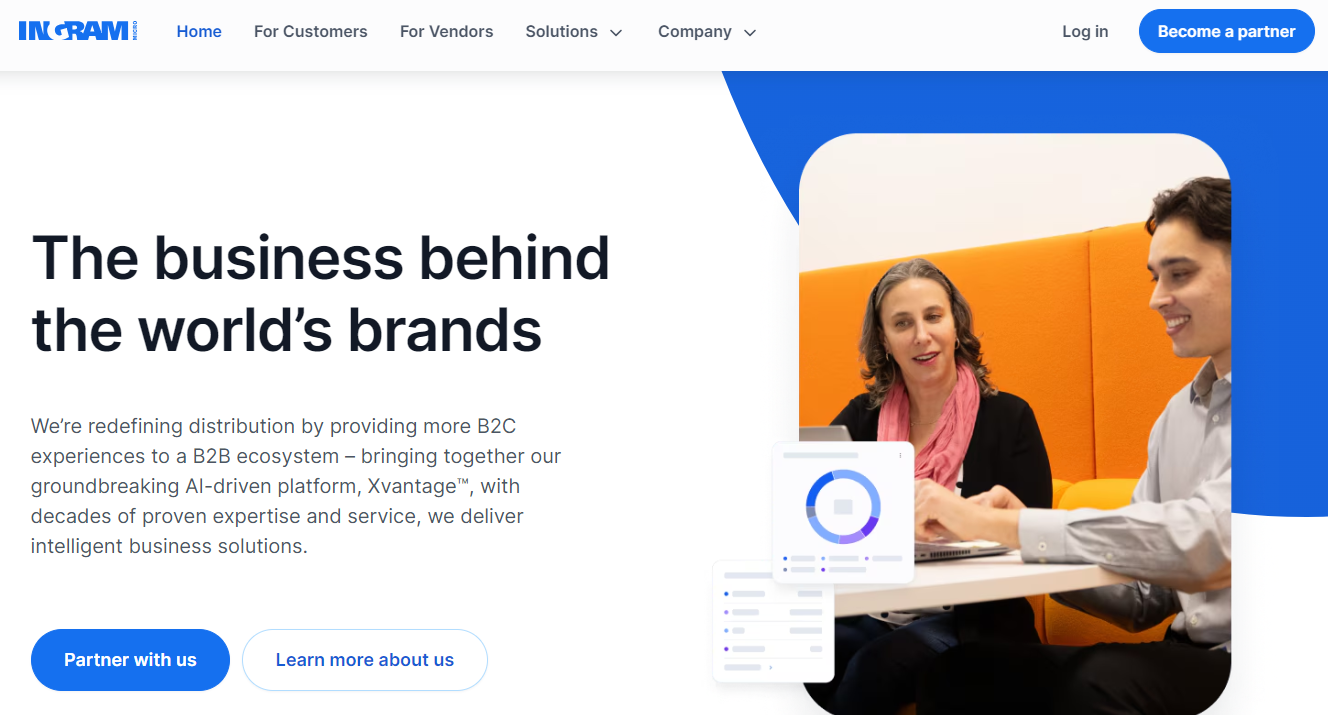 INGRAM MICRO
Home
For Customers
For Vendors
Solutions
Company
Log in
Become a partner
The business behind
the world’s brands
We’re redefining distribution by providing more B2C
experiences to a B2B ecosystem – bringing together our
groundbreaking AI-driven platform, Xvantage™, with
decades of proven expertise and service, we deliver
intelligent business solutions.
Partner with us
Learn more about us